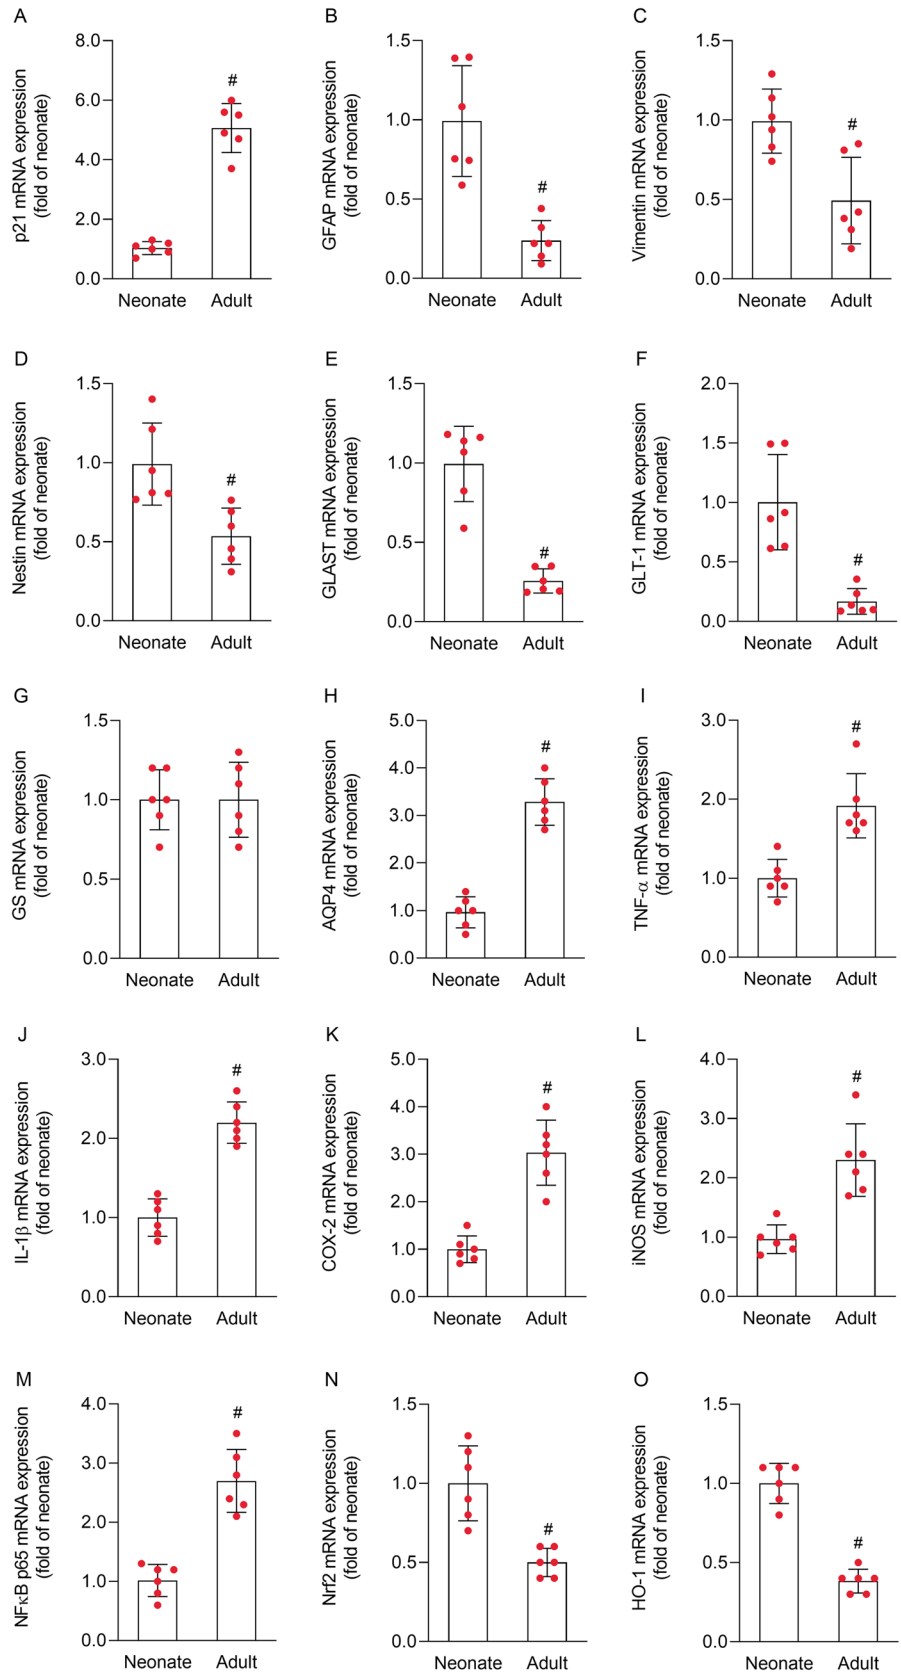 A
p21 mRNA expression
(fold of neonate)
8.0
6.0
4.0
2.0
0.0
#
Neonate Adult
B
GFAP mRNA expression
(fold of neonate)
1.5
1.0
0.5
0.0
#
Neonate Adult
C
Vimentin mRNA expression
(fold of neonate)
1.5
1.0
0.5
0.0
#
Neonate Adult
D
Nestin mRNA expression
(fold of neonate)
1.5
1.0
0.5
0.0
#
Neonate Adult
E
GLAST mRNA expression
(fold of neonate)
1.5
1.0
0.5
0.0
#
Neonate Adult
F
GLT-1 mRNA expression
(fold of neonate)
2.0
1.5
1.0
0.5
0.0
#
Neonate Adult
G
GS mRNA expression
(fold of neonate)
1.5
1.0
0.5
0.0
Neonate Adult
H
AQP4 mRNA expression
(fold of neonate)
5.0
4.0
3.0
2.0
1.0
0.0
#
Neonate Adult
I
TNF-α mRNA expression
(fold of neonate)
3.0
2.0
1.0
0.0
#
Neonate Adult
J
IL-1β mRNA expression
(fold of neonate)
3.0
2.0
1.0
0.0
#
Neonate Adult
K
COX-2 mRNA expression
(fold of neonate)
5.0
4.0
3.0
2.0
1.0
0.0
#
Neonate Adult
L
iNOS mRNA expression
(fold of neonate)
4.0
3.0
2.0
1.0
0.0
#
Neonate Adult
M
NFκB p65 mRNA expression
(fold of neonate)
4.0
3.0
2.0
1.0
0.0
#
Neonate Adult
N
Nrf2 mRNA expression
(fold of neonate)
1.5
1.0
0.5
0.0
#
Neonate Adult
O
HO-1 mRNA expression
(fold of neonate)
1.5
1.0
0.5
0.0
#
Neonate Adult